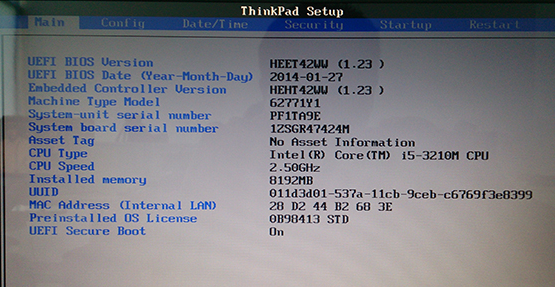 ThinkPad Setup
Main Config Date/Time Security Startup Restart
UEFI BIOS Version HEET42WW (1.23 )
UEFI BIOS Date (Year-Month-Day) 2014-01-27
Embedded Controller Version HEHT42WW (1.23 )
Machine Type Model 62771Y1
System-unit serial number PF1TA9E
System board serial number 1ZSGR47424M
Asset Tag No Asset Information
CPU Type Intel(R) Core(TM) i5-3210M CPU
CPU Speed 2.50GHz
Installed memory 8192MB
UUID 011d3d01-537a-11cb-9ceb-c6769f3e8399
MAC Address (Internal LAN) 28 D2 44 B2 68 3E
Preinstalled OS License 0B98413 STD
UEFI Secure Boot On